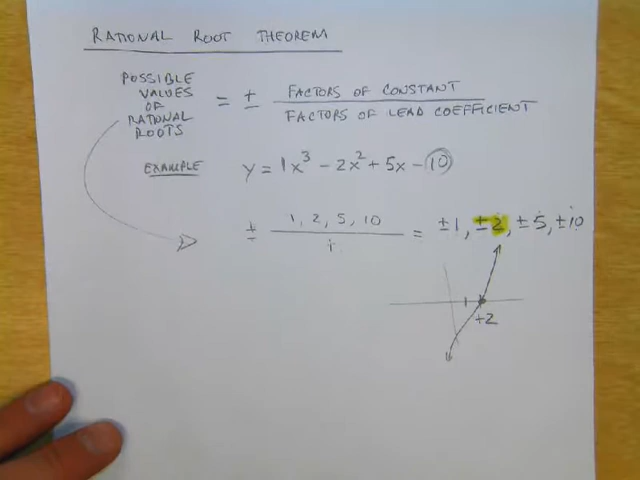 RATIONAL ROOT THEOREM
POSSIBLE
VALUES
OF
RATIONAL
ROOTS
= ± FACTORS OF CONSTANT
FACTORS OF LEAD COEFFICIENT
EXAMPLE y = 1x³ - 2x² + 5x - 10
± 1, 2, 5, 10
1
= ±1, ±2, ±5, ±10
+2